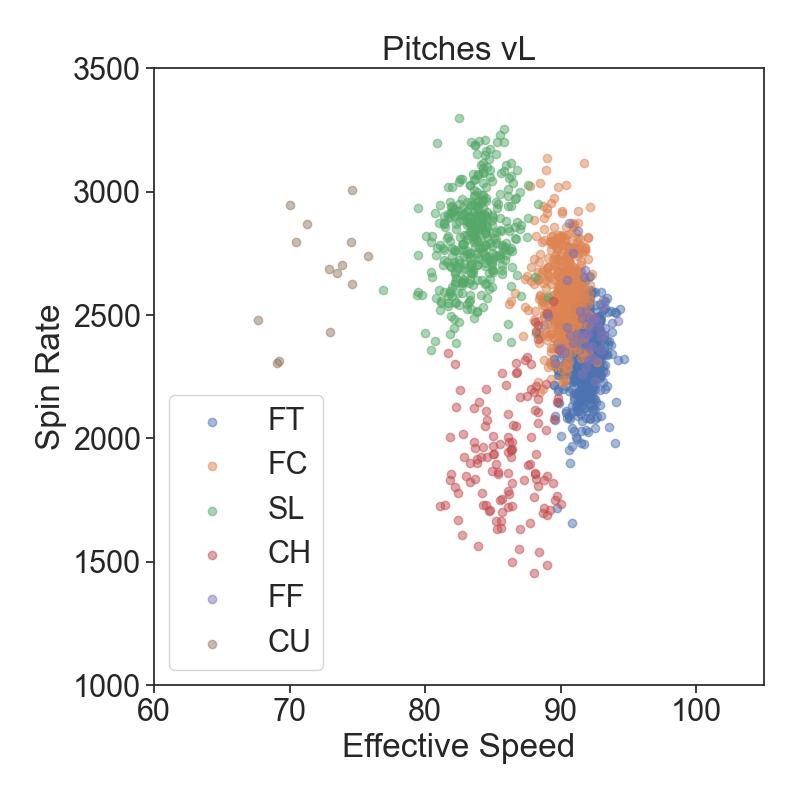 Pitches vL
3500
3000
2500
2000
1500
1000
Spin Rate
FT
FC
SL
CH
FF
CU
60 70 80 90 100
Effective Speed